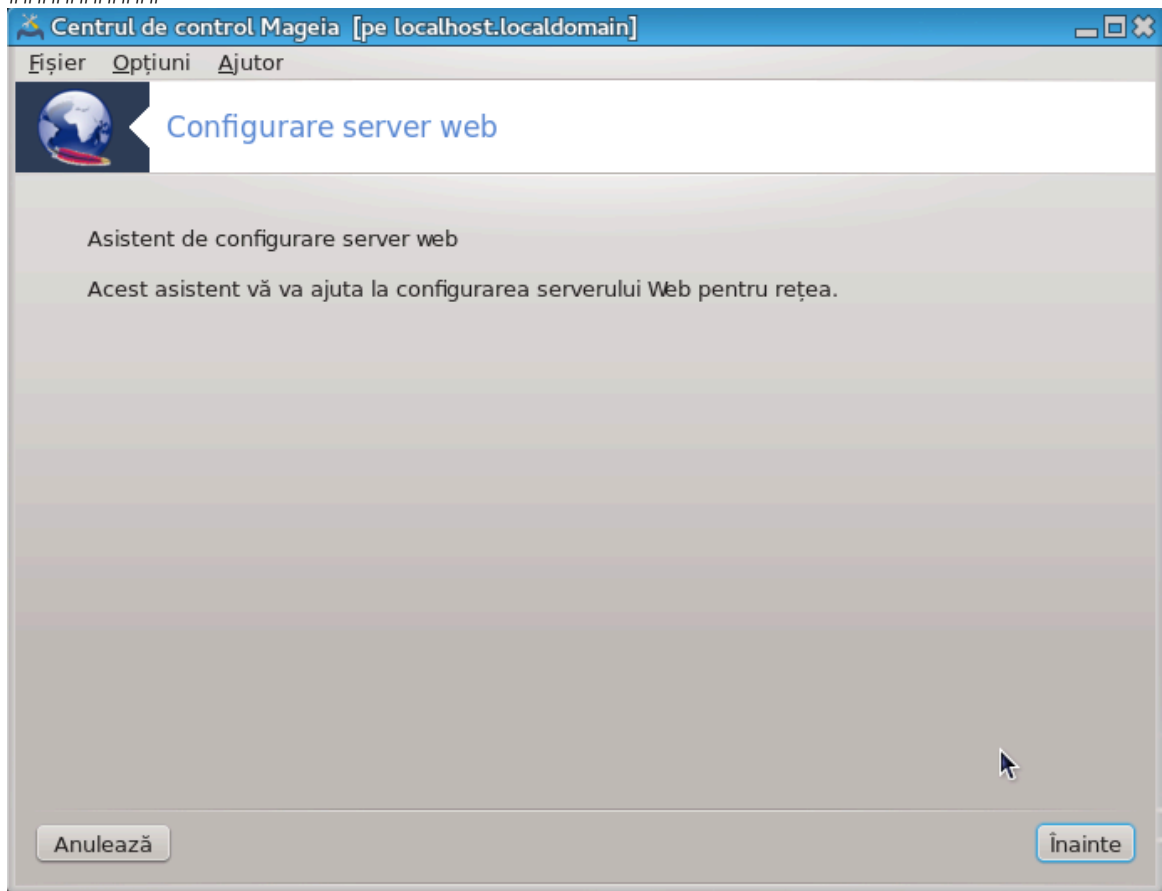 Centrul de control Mageia [pe localhost.localdomain]
Fișier Opțiuni Ajutor
Configurare server web
Asistent de configurare server web
Acest asistent vă va ajuta la configurarea serverului Web pentru rețea.
Anulează Înainte